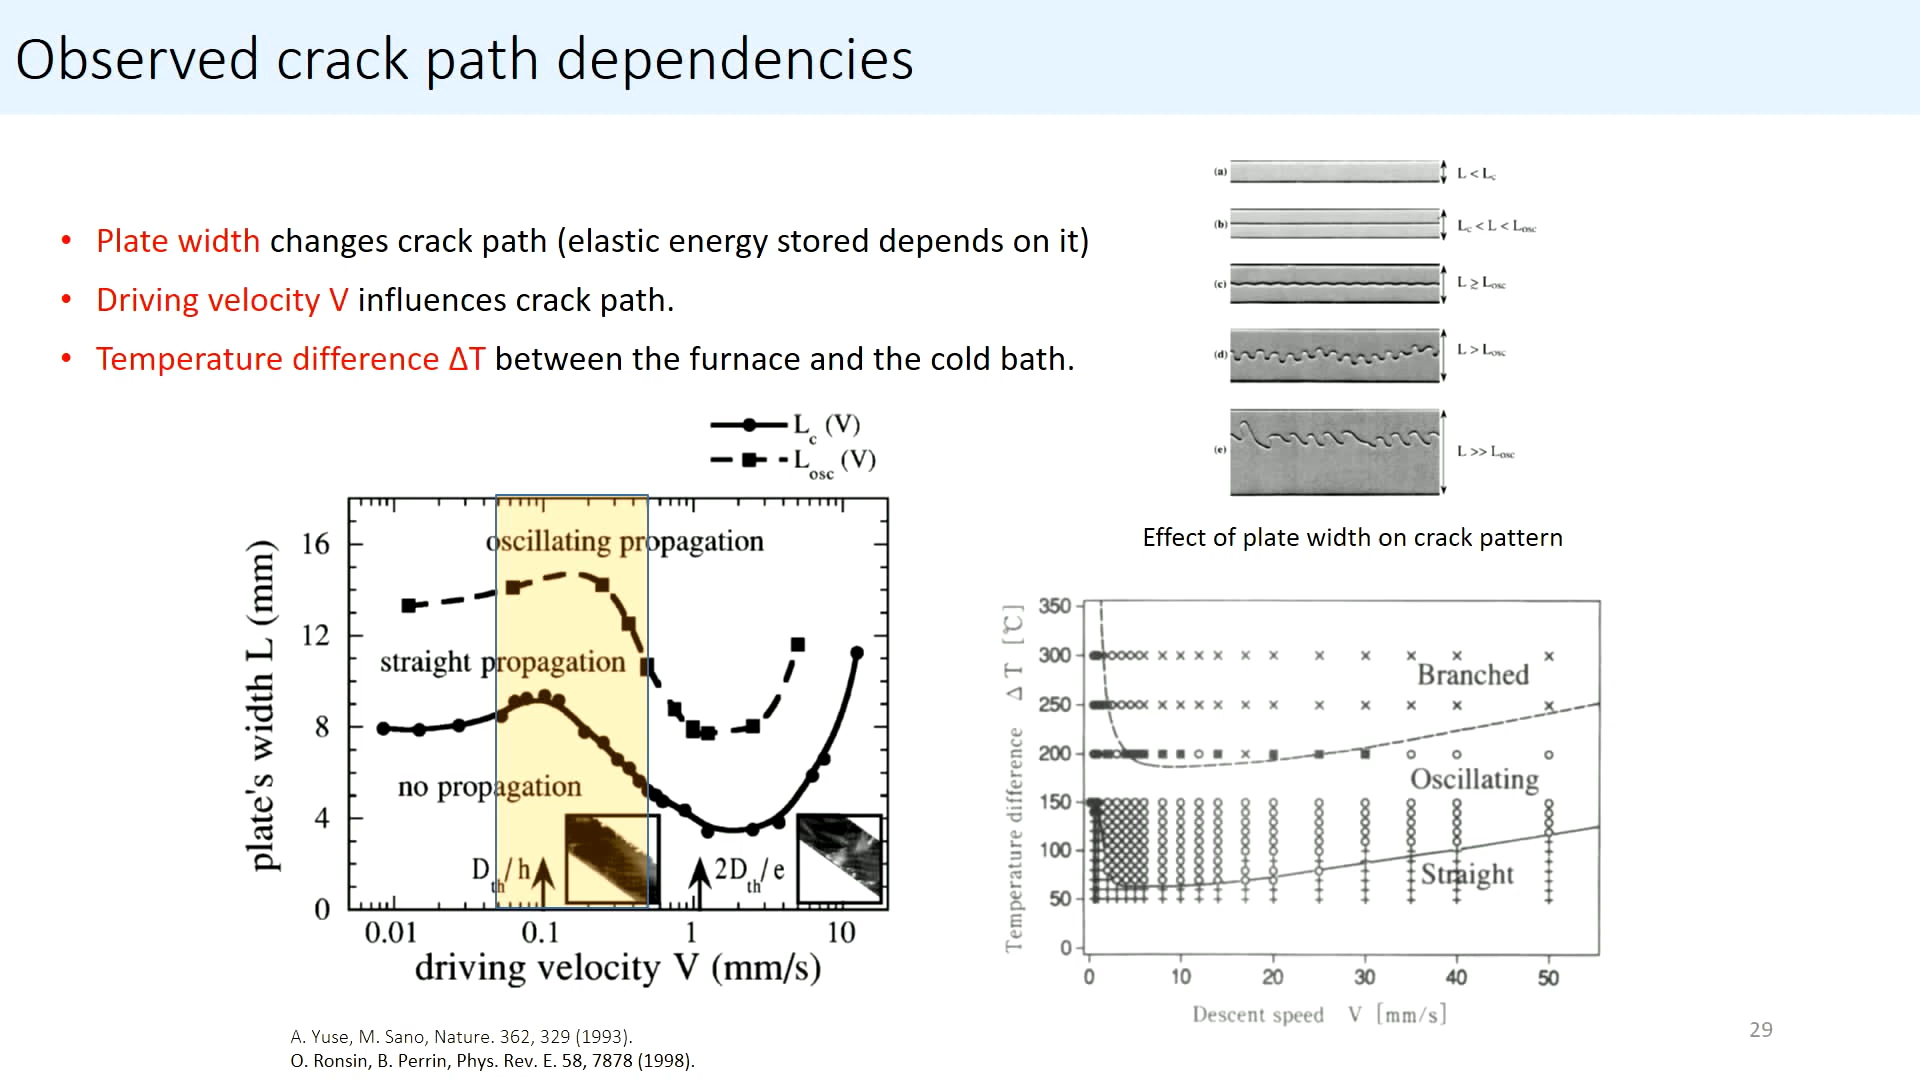 Observed crack path dependencies
• Plate width changes crack path (elastic energy stored depends on it)
• Driving velocity V influences crack path.
• Temperature difference ΔT between the furnace and the cold bath.
(a) L < Lc
(b) Lc < L < Losc
(c) L ≥ Losc
(d) L > Losc
(e) L >> Losc
Effect of plate width on crack pattern
Lc (V)
Losc (V)
plate's width L (mm)
16
12
8
4
0
oscillating propagation
straight propagation
no propagation
Dth/h
2Dth/e
0.01 0.1 1 10
driving velocity V (mm/s)
Temperature difference Δ T [℃]
350
300
250
200
150
100
50
0
Branched
Oscillating
Straight
0 10 20 30 40 50
Descent speed V [mm/s]
A. Yuse, M. Sano, Nature. 362, 329 (1993).
O. Ronsin, B. Perrin, Phys. Rev. E. 58, 7878 (1998).
29